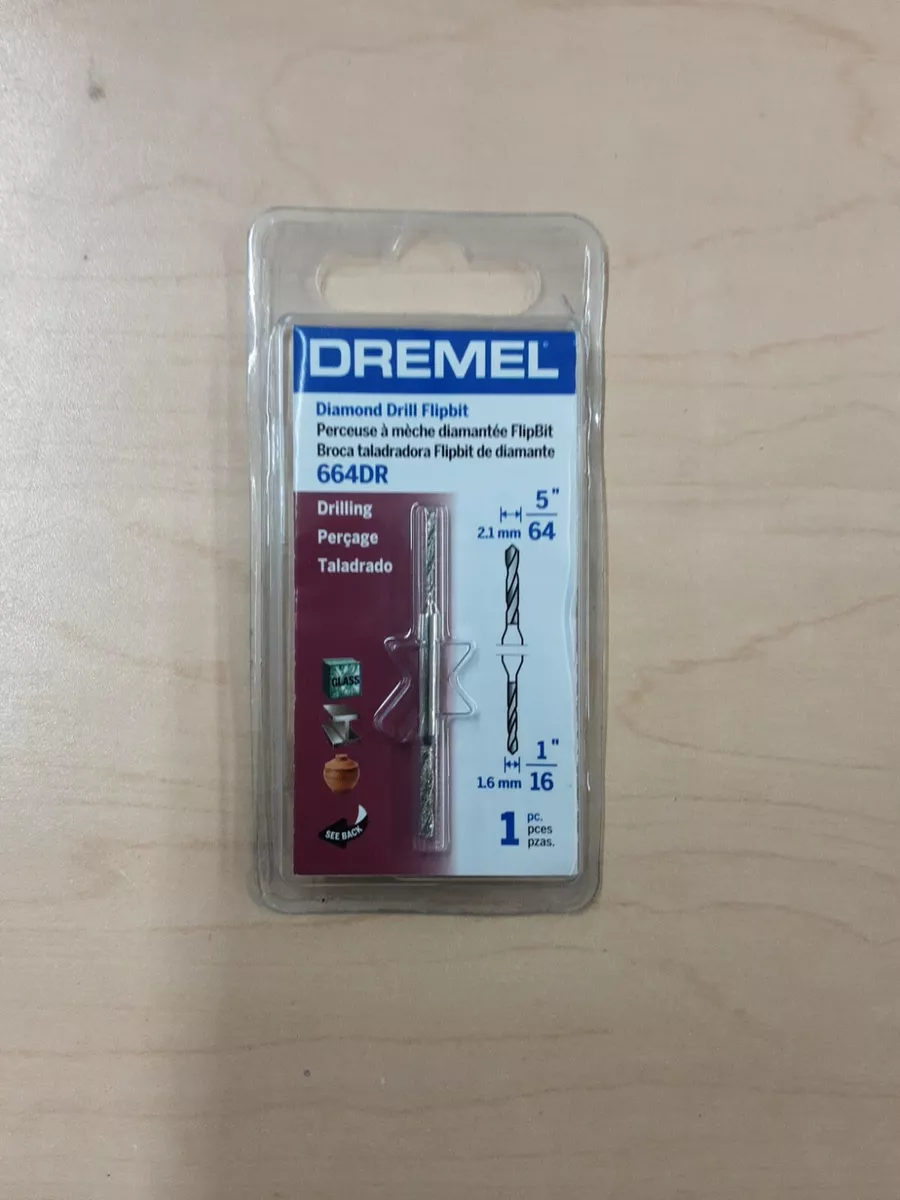 DREMEL
Diamond Drill Flipbit
Perceuse à mèche diamantée FlipBit
Broca taladradora Flipbit de diamante
664DR
Drilling
Perçage
Taladrado
5"
2.1 mm 64
GLASS
1"
1.6 mm 16
SEE BACK
1 pc.
pces
pzas.